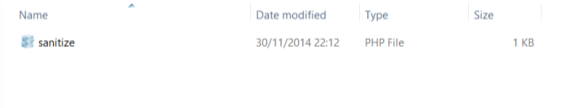 Name Date modified Type Size
sanitize 30/11/2014 22:12 PHP File 1 KB